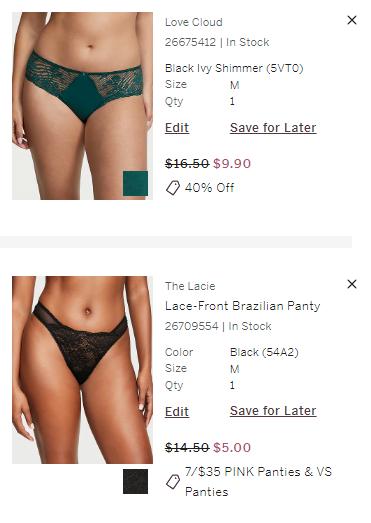 Love Cloud
26675412 | In Stock
Black Ivy Shimmer (5VT0)
Size M
Qty 1
Edit Save for Later
$16.50 $9.90
40% Off
The Lacie
Lace-Front Brazilian Panty
26709554 | In Stock
Color Black (54A2)
Size M
Qty 1
Edit Save for Later
$14.50 $5.00
7/$35 PINK Panties & VS
Panties